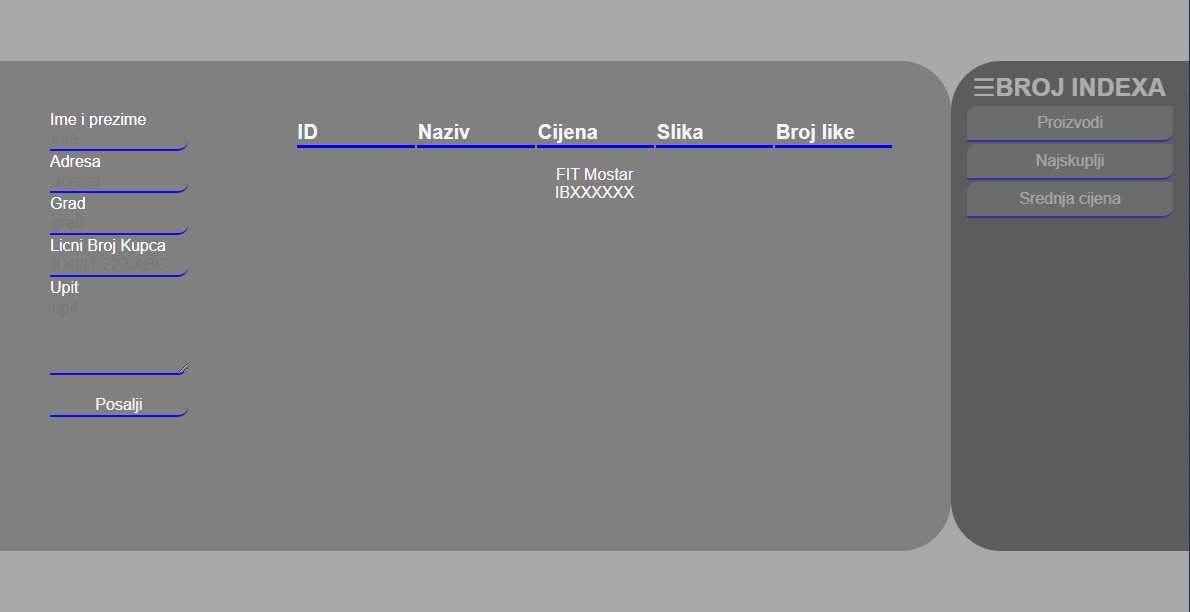 Ime i prezime
ime
Adresa
adresa
Grad
grad
Licni Broj Kupca
ID/111-222-ABC
Upit
upit
Posalji
ID Naziv Cijena Slika Broj like
FIT Mostar
IBXXXXXX
☰BROJ INDEXA
Proizvodi
Najskuplji
Srednja cijena